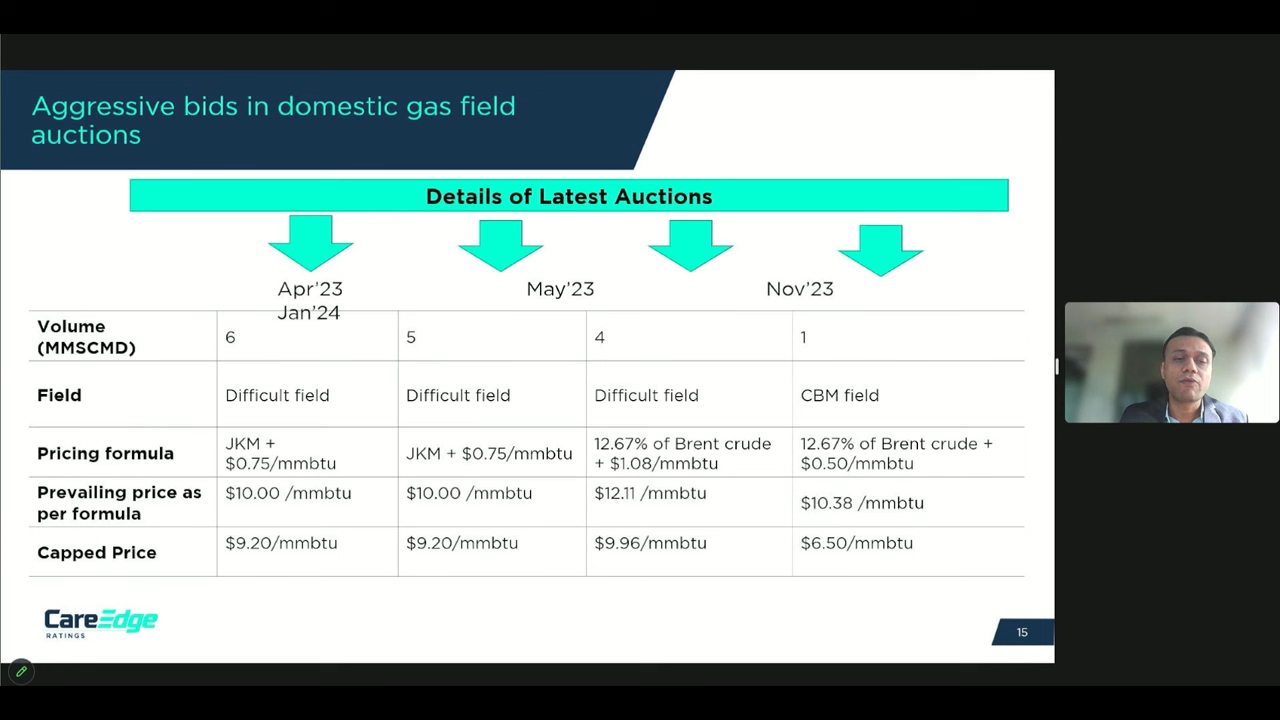 Aggressive bids in domestic gas field
auctions
Details of Latest Auctions
Apr'23 May'23 Nov'23
Jan'24
Volume
(MMSCMD) 6 5 4 1
Field Difficult field Difficult field Difficult field CBM field
Pricing formula JKM +
$0.75/mmbtu JKM + $0.75/mmbtu 12.67% of Brent crude
+ $1.08/mmbtu 12.67% of Brent crude +
$0.50/mmbtu
Prevailing price as
per formula $10.00 /mmbtu $10.00 /mmbtu $12.11 /mmbtu $10.38 /mmbtu
Capped Price $9.20/mmbtu $9.20/mmbtu $9.96/mmbtu $6.50/mmbtu
CareEdge
RATINGS
15